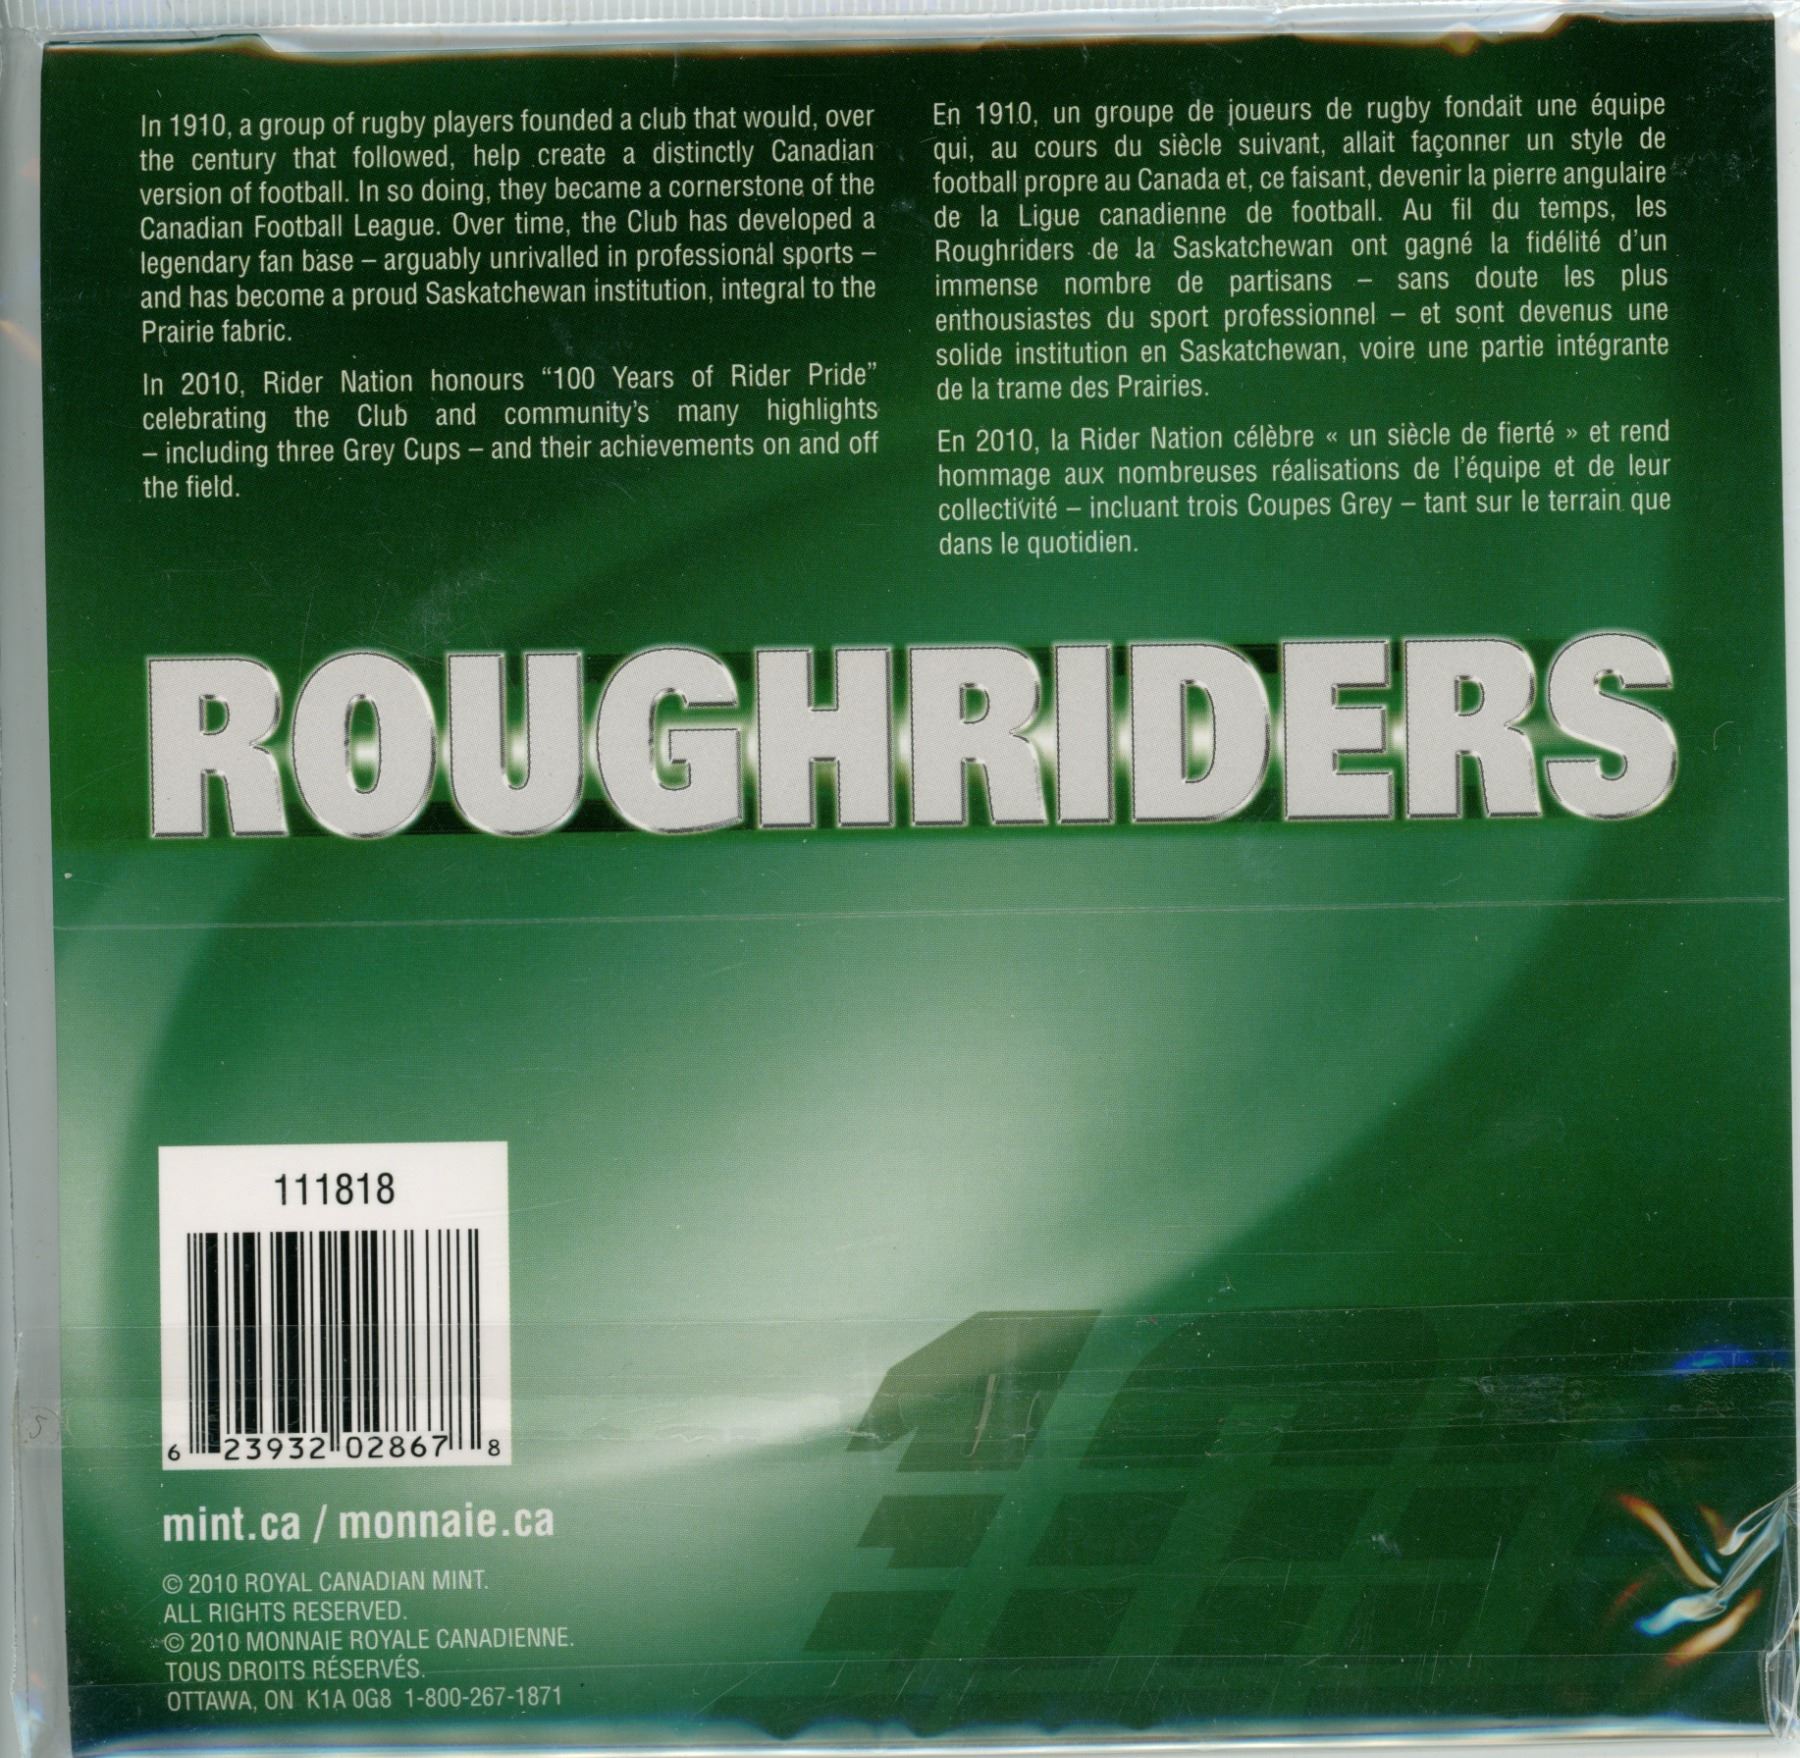 In 1910, a group of rugby players founded a club that would, over
the century that followed, help create a distinctly Canadian
version of football. In so doing, they became a cornerstone of the
Canadian Football League. Over time, the Club has developed a
legendary fan base – arguably unrivalled in professional sports –
and has become a proud Saskatchewan institution, integral to the
Prairie fabric.
In 2010, Rider Nation honours “100 Years of Rider Pride”
celebrating the Club and community's many highlights
– including three Grey Cups – and their achievements on and off
the field.
En 1910, un groupe de joueurs de rugby fondait une équipe
qui, au cours du siècle suivant, allait façonner un style de
football propre au Canada et, ce faisant, devenir la pierre angulaire
de la Ligue canadienne de football. Au fil du temps, les
Roughriders de la Saskatchewan ont gagné la fidélité d'un
immense nombre de partisans – sans doute les plus
enthousiastes du sport professionnel – et sont devenus une
solide institution en Saskatchewan, voire une partie intégrante
de la trame des Prairies.
En 2010, la Rider Nation célèbre « un siècle de fierté » et rend
hommage aux nombreuses réalisations de l'équipe et de leur
collectivité – incluant trois Coupes Grey – tant sur le terrain que
dans le quotidien.
ROUGHRIDERS
111818
6 23932 02867 8
mint.ca / monnaie.ca
© 2010 ROYAL CANADIAN MINT.
ALL RIGHTS RESERVED.
© 2010 MONNAIE ROYALE CANADIENNE.
TOUS DROITS RÉSERVÉS.
OTTAWA, ON K1A 0G8 1-800-267-1871
100